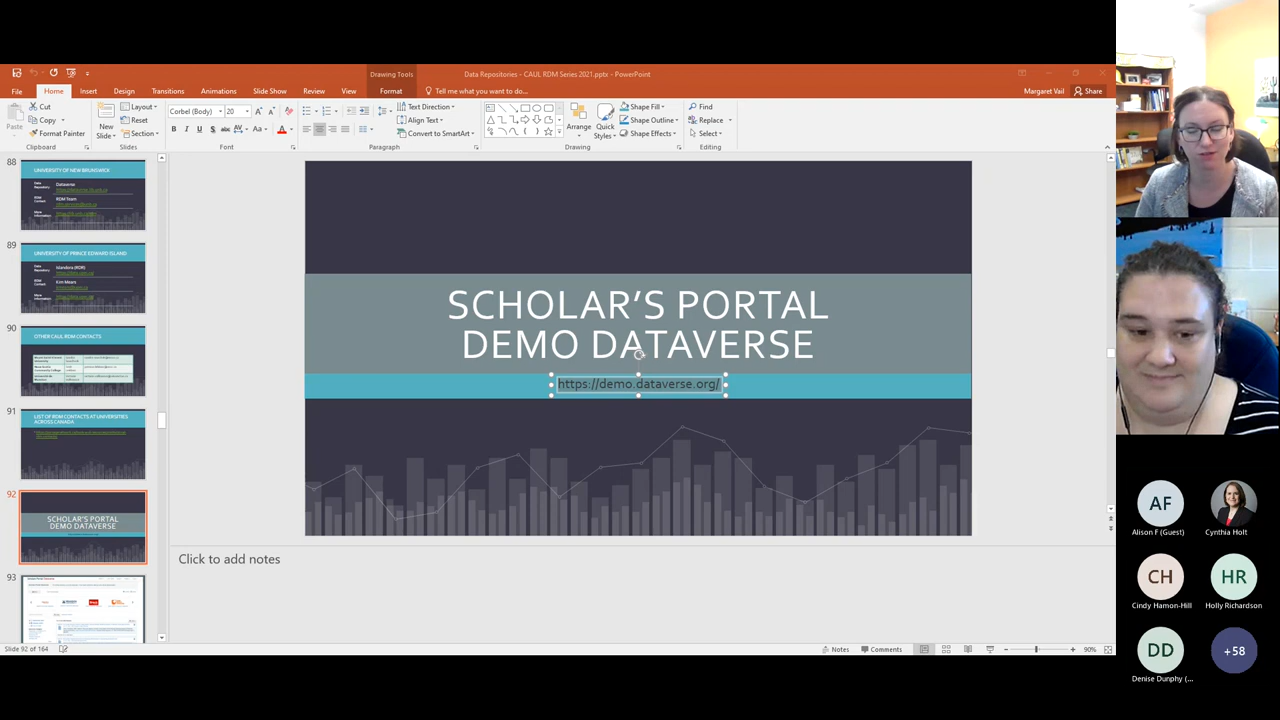 Drawing Tools
Data Repositories - CAUL RDM Series 2021.pptx - PowerPoint
File
Home
Insert
Design
Transitions
Animations
Slide Show
Review
View
Format
Tell me what you want to do...
Margaret Vail
Share
Paste
Cut
Copy
Format Painter
Clipboard
New
Slide
Layout
Reset
Section
Slides
Corbel (Body)
20
Font
Text Direction
Align Text
Convert to SmartArt
Paragraph
Arrange
Quick
Styles
Shape Fill
Shape Outline
Shape Effects
Drawing
Find
Replace
Select
Editing
88
UNIVERSITY OF NEW BRUNSWICK
Dataverse
RDM Team
89
UNIVERSITY OF PRINCE EDWARD ISLAND
Islandora (RDR)
Kim Mears
90
OTHER CAUL RDM CONTACTS
91
LIST OF RDM CONTACTS AT UNIVERSITIES
ACROSS CANADA
92
SCHOLAR'S PORTAL
DEMO DATAVERSE
93
SCHOLAR'S PORTAL
DEMO DATAVERSE
https://demo.dataverse.org/
Click to add notes
Slide 92 of 164
Notes
Comments
90%
AF
Alison F (Guest)
Cynthia Holt
CH
Cindy Hamon-Hill
HR
Holly Richardson
DD
Denise Dunphy (...
+58